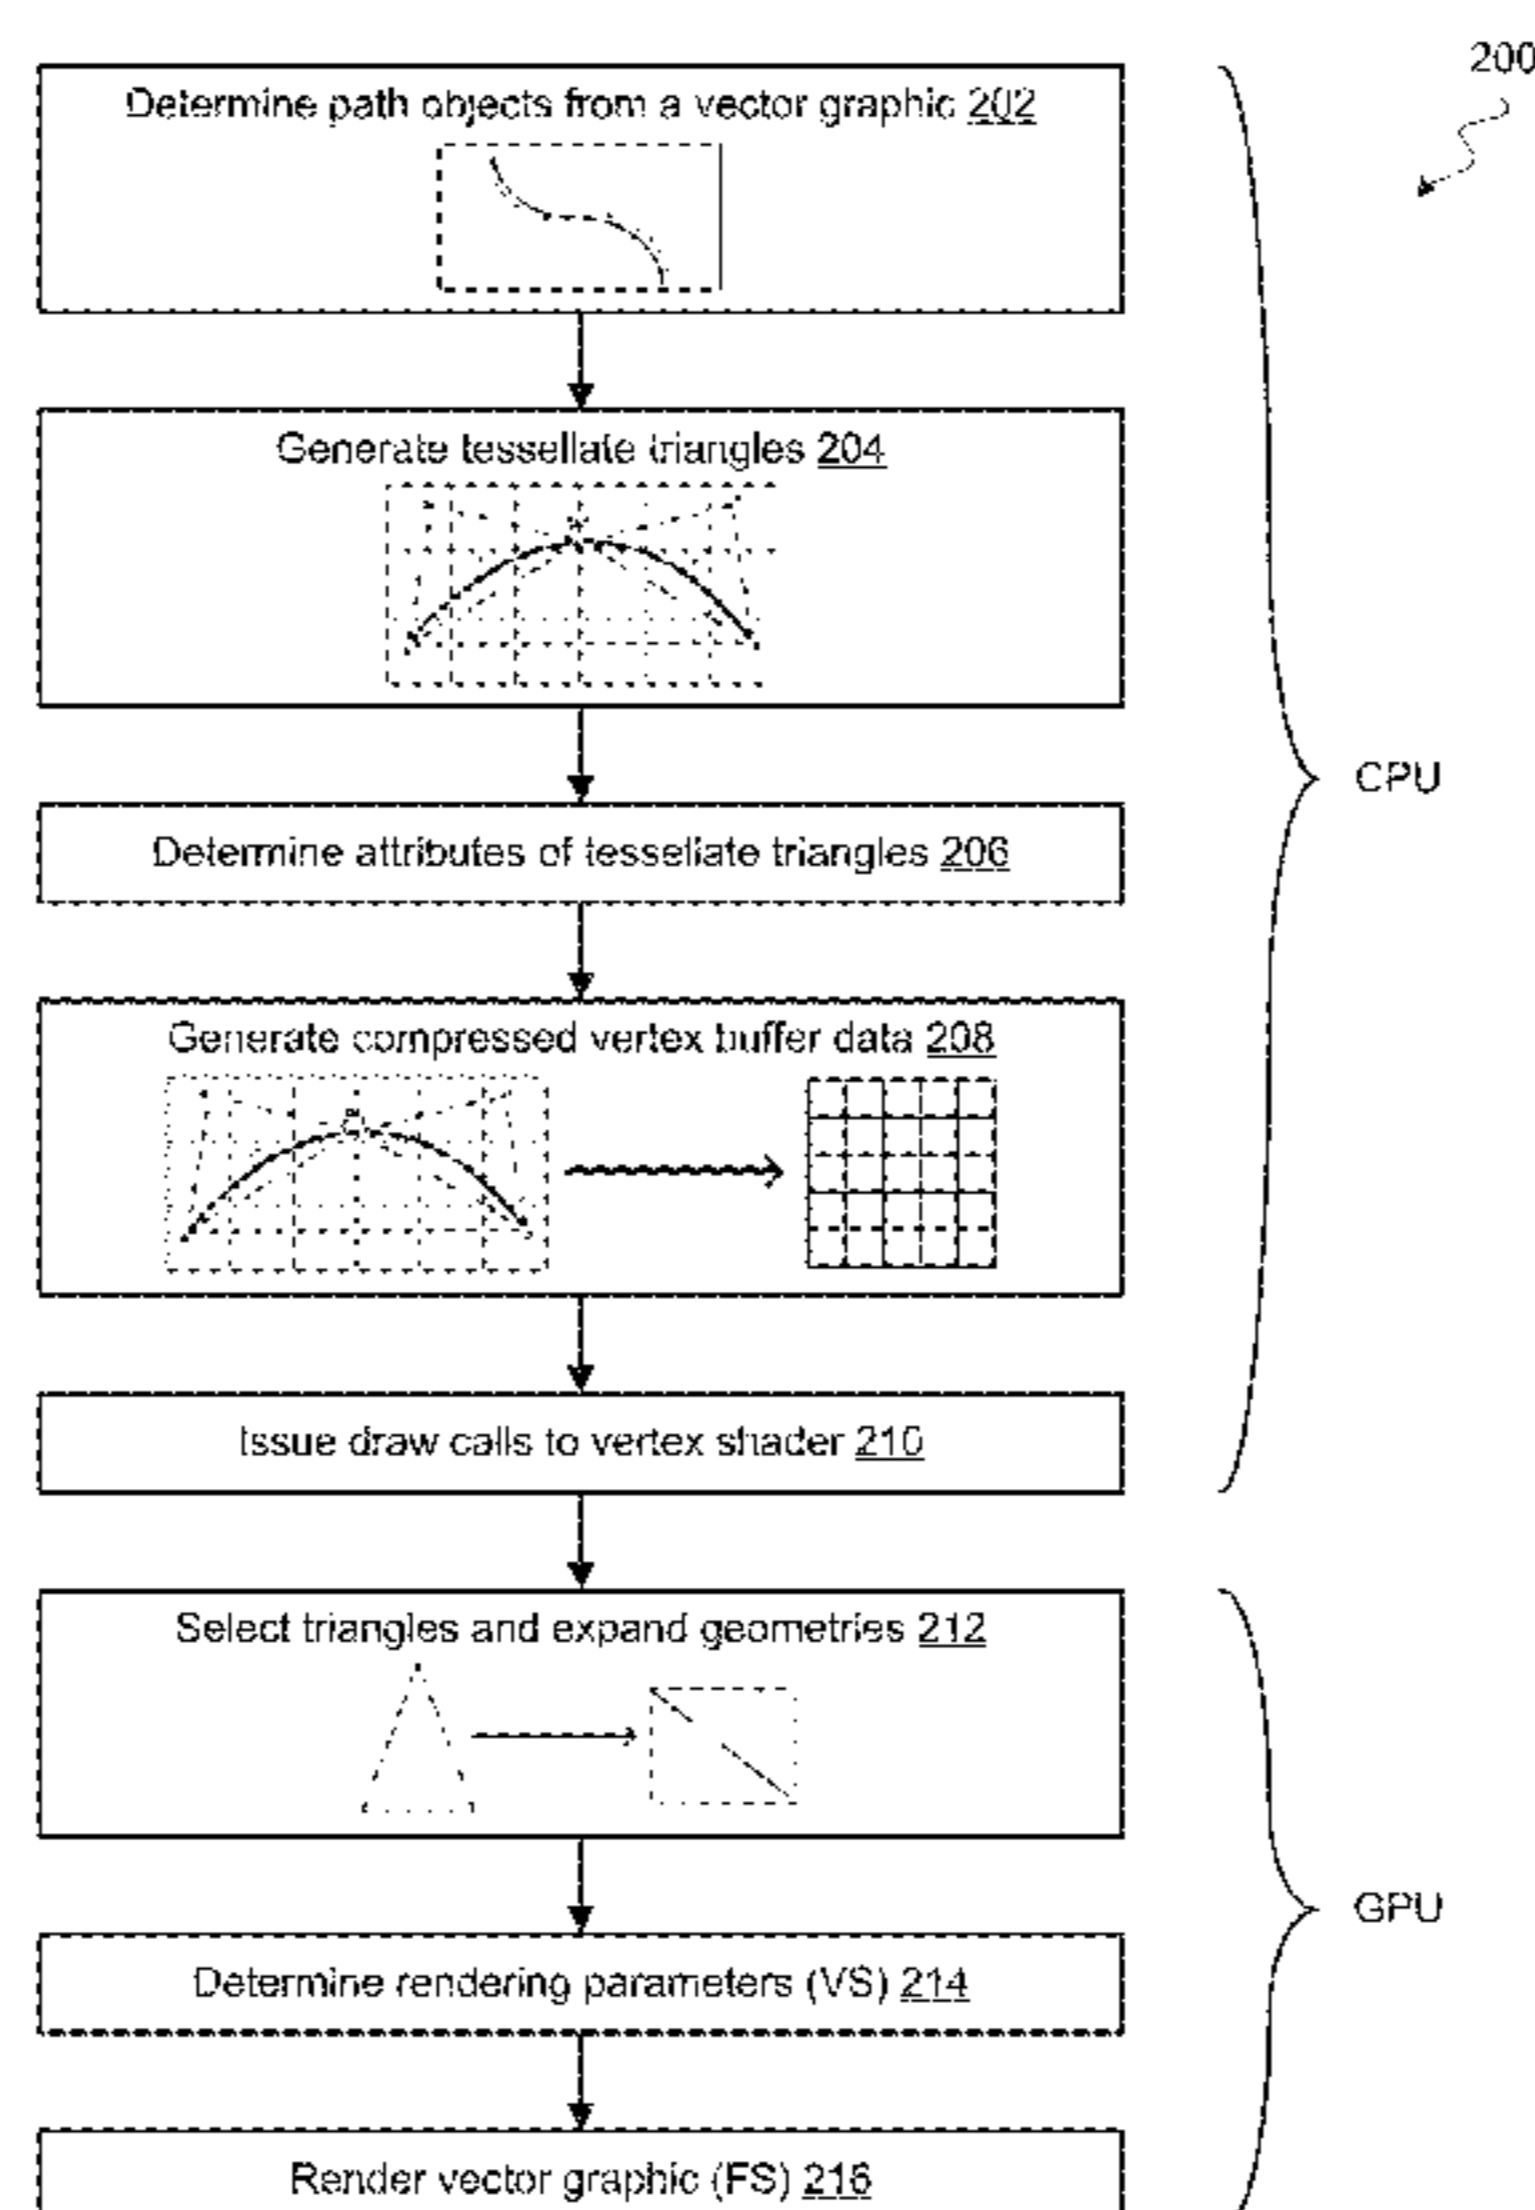 200
Determine path objects from a vector graphic 202
Generate tessellate triangles 204
CPU
Determine attributes of tessellate triangles 206
Generate compressed vertex buffer data 208
Issue draw calls to vertex shader 210
Select triangles and expand geometries 212
GPU
Determine rendering parameters (VS) 214
Render vector graphic (FS) 216